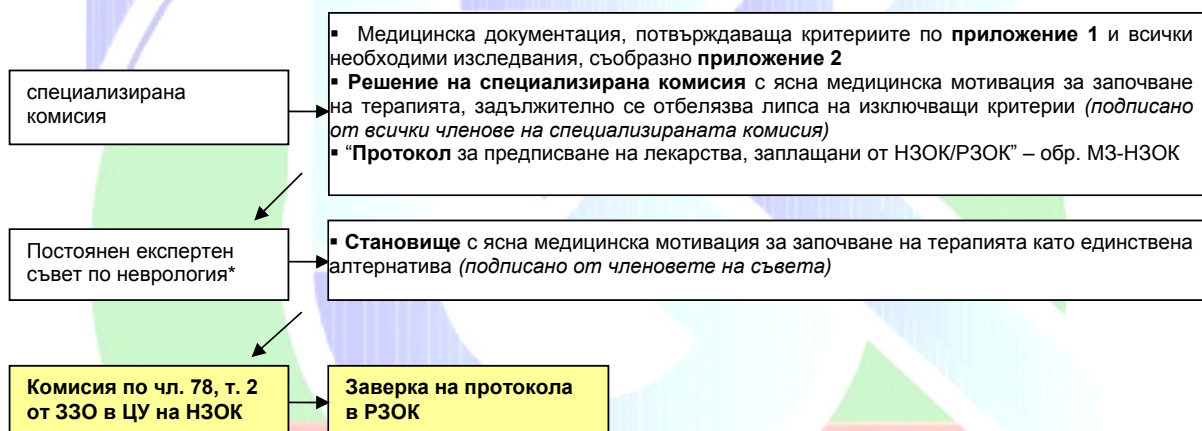 специализирана
комисия
▪ Медицинска документация, потвърждаваща критериите по приложение 1 и всички
необходими изследвания, съобразно приложение 2
▪ Решение на специализирана комисия с ясна медицинска мотивация за започване
на терапията, задължително се отбелязва липса на изключващи критерии (подписано
от всички членове на специализираната комисия)
▪ “Протокол за предписване на лекарства, заплащани от НЗОК/РЗОК” – обр. МЗ-НЗОК
Постоянен експертен
съвет по неврология*
▪ Становище с ясна медицинска мотивация за започване на терапията като единствена
алтернатива (подписано от членовете на съвета)
Комисия по чл. 78, т. 2
от ЗЗО в ЦУ на НЗОК
Заверка на протокола
в РЗОК